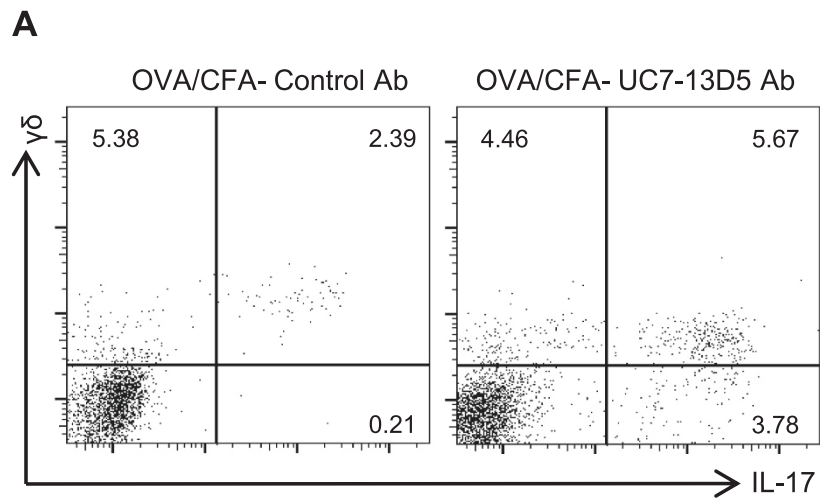 A
OVA/CFA- Control Ab
OVA/CFA- UC7-13D5 Ab
γδ
5.38
2.39
4.46
5.67
0.21
3.78
IL-17